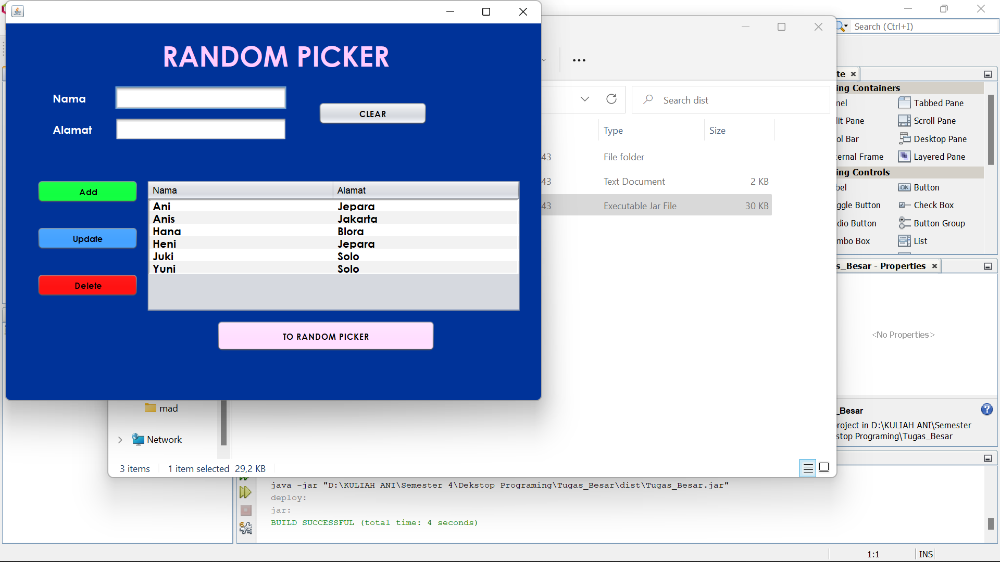 RANDOM PICKER
Nama
CLEAR
Alamat
Add
Update
Delete
Nama Alamat
Ani Jepara
Anis Jakarta
Hana Blora
Heni Jepara
Juki Solo
Yuni Solo
TO RANDOM PICKER
Search dist
Type Size
43 File folder
43 Text Document 2 KB
43 Executable Jar File 30 KB
mad
Network
3 items 1 item selected 29,2 KB
Search (Ctrl+I)
te
ing Containers
nel Tabbed Pane
lit Pane Scroll Pane
ol Bar Desktop Pane
ernal Frame Layered Pane
ing Controls
bel OK Button
ggle Button Check Box
dio Button Button Group
mbo Box List
s_Besar - Properties
<No Properties>
_Besar
roject in D:\KULIAH ANI\Semester
stop Programing\Tugas_Besar
java -jar "D:\KULIAH ANI\Semester 4\Dekstop Programing\Tugas_Besar\dist\Tugas_Besar.jar"
deploy:
jar:
BUILD SUCCESSFUL (total time: 4 seconds)
1:1 INS